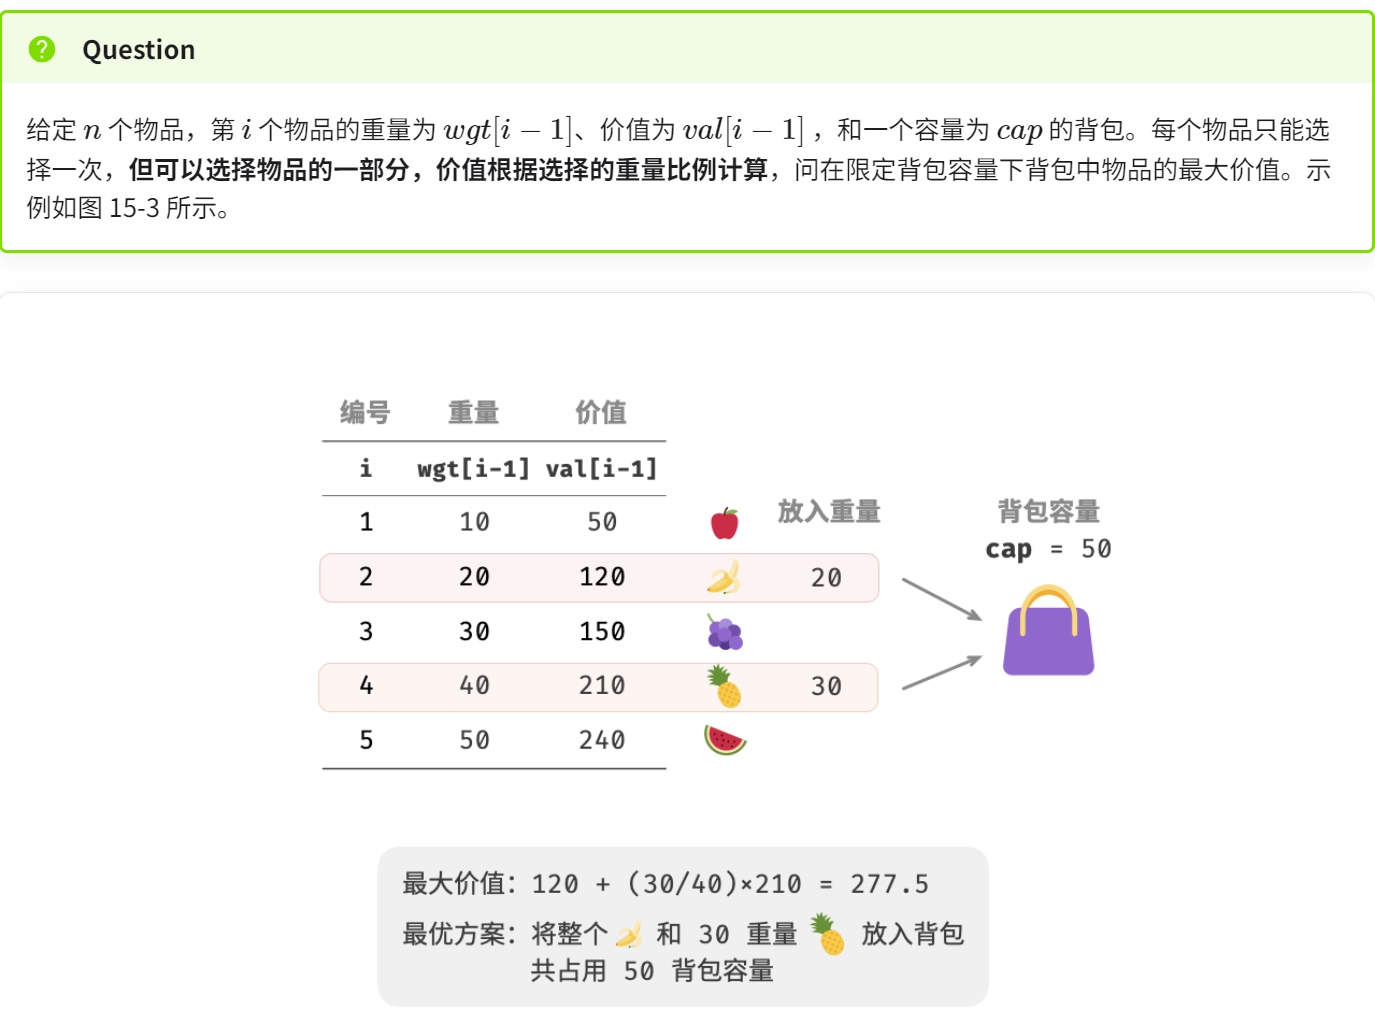 Question
给定 n 个物品，第 i 个物品的重量为 wgt[i − 1]、价值为 val[i − 1] ，和一个容量为 cap 的背包。每个物品只能选
择一次，但可以选择物品的一部分，价值根据选择的重量比例计算，问在限定背包容量下背包中物品的最大价值。示
例如图 15-3 所示。
编号 重量 价值
i wgt[i-1] val[i-1]
放入重量 背包容量
1 10 50
cap = 50
2 20 120 20
3 30 150
4 40 210 30
5 50 240
最大价值：120 + (30/40)×210 = 277.5
最优方案：将整个 和 30 重量 放入背包
共占用 50 背包容量